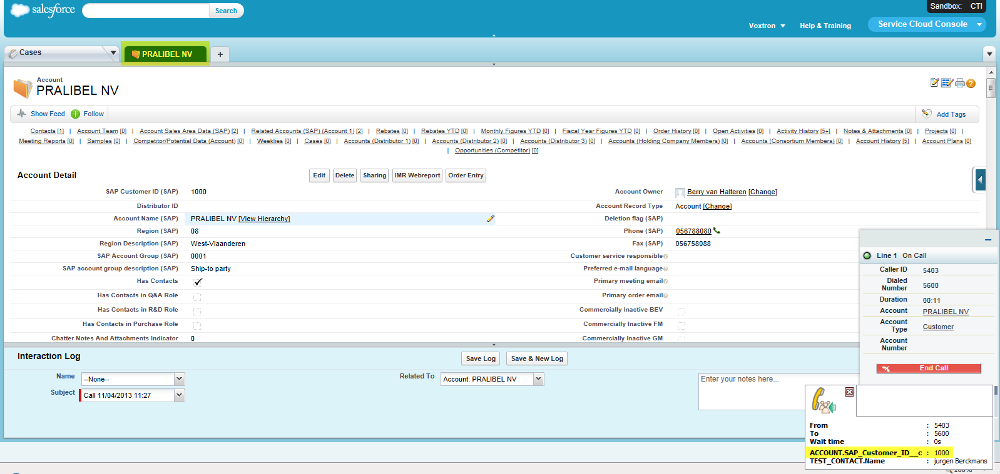 Sandbox: CTI
salesforce
Search
Voxtron
Help & Training
Service Cloud Console
Cases
PRALIBEL NV
+
Account
PRALIBEL NV
Show Feed
Follow
Add Tags
Contacts [1] | Account Team [0] | Account Sales Area Data (SAP) [2] | Related Accounts (SAP) (Account 1) [2] | Rebates [0] | Rebates YTD [0] | Monthly Figures YTD [0] | Fiscal Year Figures YTD [0] | Order History [0] | Open Activities [0] | Activity History [5+] | Notes & Attachments [0] | Projects [0] |
Meeting Reports [0] | Samples [0] | Competitor/Potential Data (Account) [0] | Weeklies [0] | Cases [0] | Accounts (Distributor 1) [0] | Accounts (Distributor 2) [0] | Accounts (Distributor 3) [0] | Accounts (Holding Company Members) [0] | Accounts (Consortium Members) [0] | Account History [5] | Account Plans [0]
| Opportunities (Competitor) [0]
Account Detail
Edit
Delete
Sharing
IMR Webreport
Order Entry
SAP Customer ID (SAP) 1000
Account Owner Berry van Halteren [Change]
Distributor ID
Account Record Type Account [Change]
Account Name (SAP) PRALIBEL NV [View Hierarchy]
Deletion flag (SAP)
Region (SAP) 08
Phone (SAP) 056788080
Region Description (SAP) West-Vlaanderen
Fax (SAP) 056758088
SAP Account Group (SAP) 0001
Customer service responsible
SAP account group description (SAP) Ship-to party
Preferred e-mail language
Has Contacts
Primary meeting email
Has Contacts in Q&A Role
Primary order email
Has Contacts in R&D Role
Commercially Inactive BEV
Has Contacts in Purchase Role
Commercially Inactive FM
Chatter Notes And Attachments Indicator 0
Commercially Inactive GM
Line 1 On Call
Caller ID 5403
Dialed
Number 5600
Duration 00:11
Account PRALIBEL NV
Account
Type Customer
Account
Number
End Call
Interaction Log
Save Log
Save & New Log
Name --None--
Related To Account: PRALIBEL NV
Enter your notes here...
Subject Call 11/04/2013 11:27
From : 5403
To : 5600
Wait time : 0s
ACCOUNT.SAP_Customer_ID__c : 1000
TEST_CONTACT.Name : jurgen Berckmans
100%